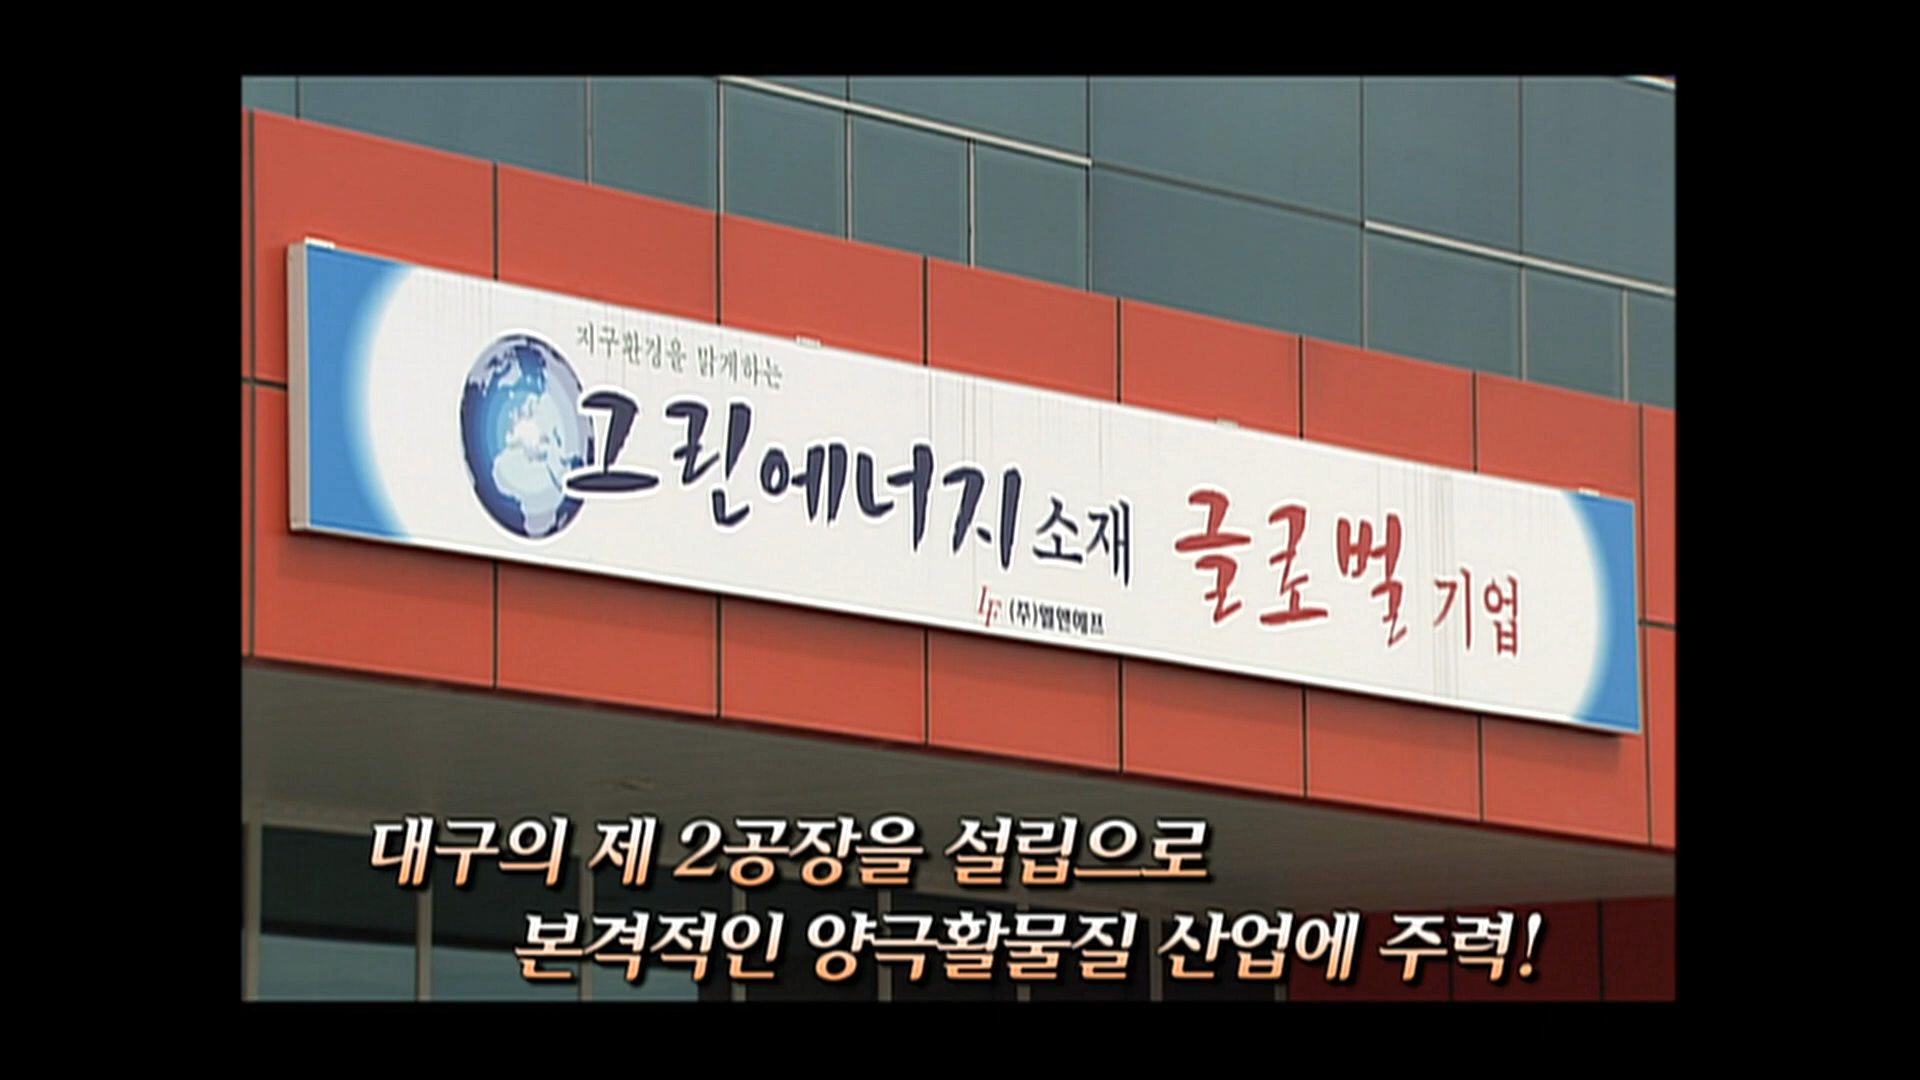 지구환경을 맑게하는
그린에너지 소재 글로벌 기업
LF (주)엘앤에프
대구의 제 2공장을 설립으로
본격적인 양극활물질 산업에 주력!